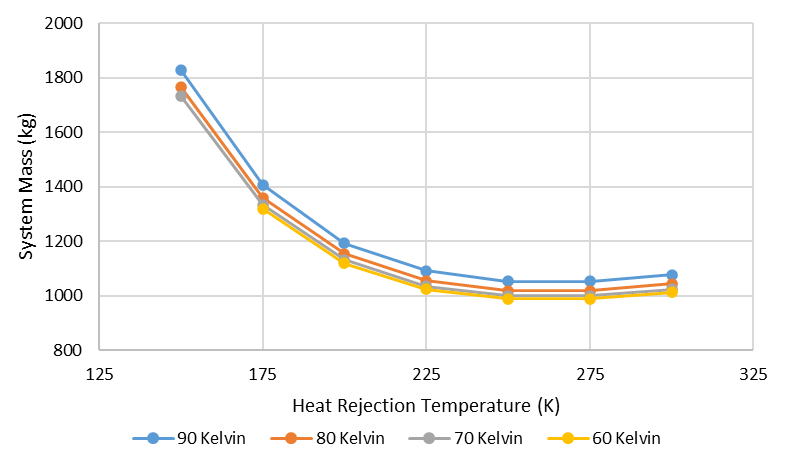 2000
1800
1600
1400
1200
1000
800
System Mass (kg)
125 175 225 275 325
Heat Rejection Temperature (K)
90 Kelvin 80 Kelvin 70 Kelvin 60 Kelvin